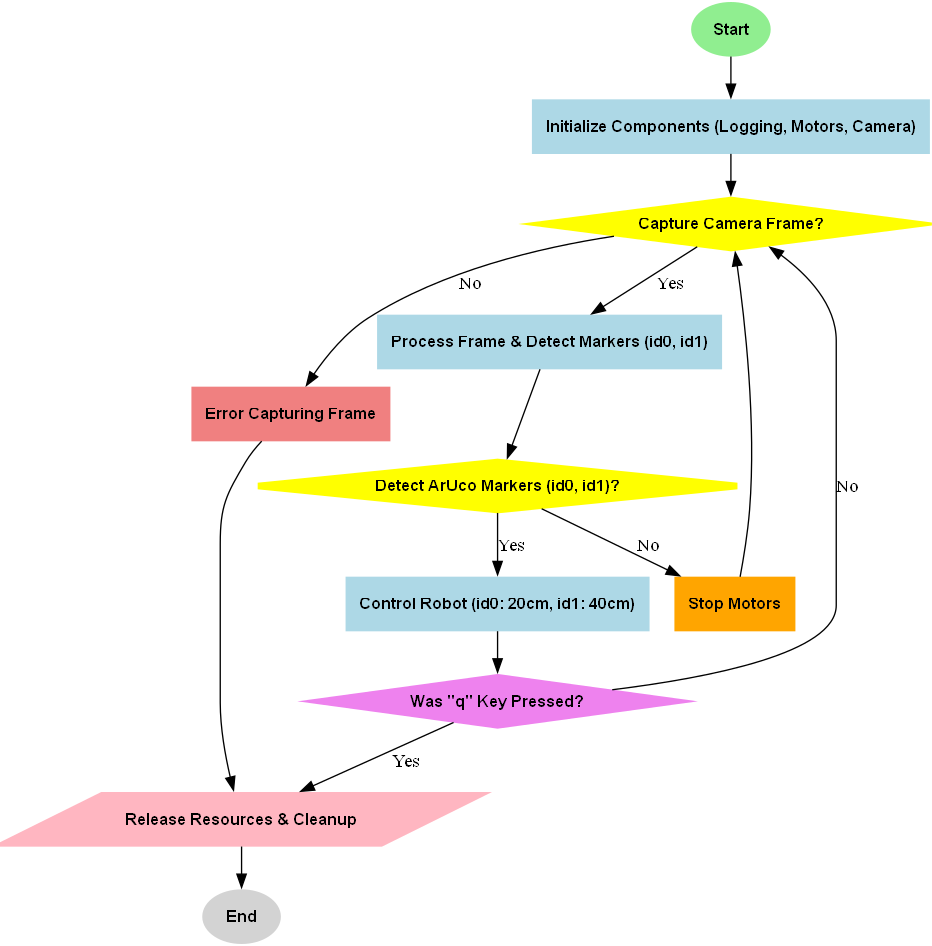 Start
Initialize Components (Logging, Motors, Camera)
Capture Camera Frame?
No
Yes
Process Frame & Detect Markers (id0, id1)
Error Capturing Frame
Detect ArUco Markers (id0, id1)?
No
Yes
No
Control Robot (id0: 20cm, id1: 40cm)
Stop Motors
Was "q" Key Pressed?
Yes
Release Resources & Cleanup
End